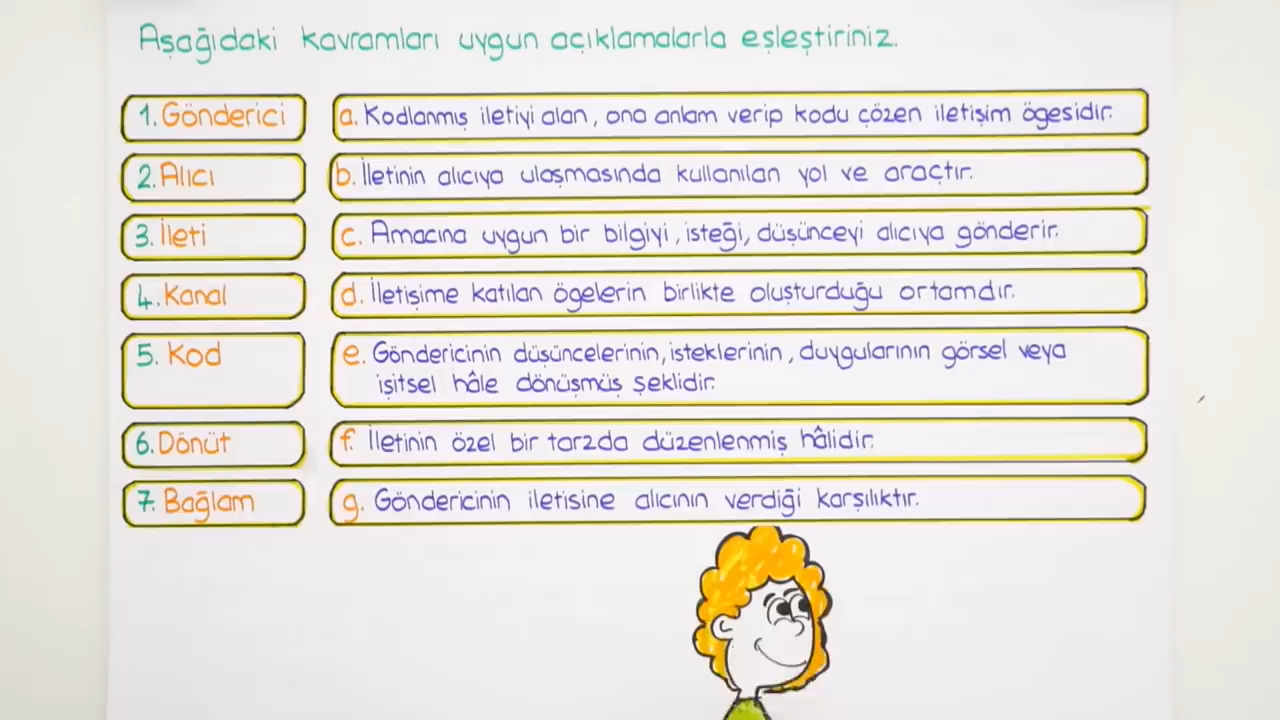 Aşağıdaki kavramları uygun açıklamalarla eşleştiriniz.
1. Gönderici
a. Kodlanmış iletiyi alan, ona anlam verip kodu çözen iletişim ögesidir.
2. Alıcı
b. İletinin alıcıya ulaşmasında kullanılan yol ve araçtır.
3. İleti
c. Amacına uygun bir bilgiyi, isteği, düşünceyi alıcıya gönderir.
4. Kanal
d. İletişime katılan ögelerin birlikte oluşturduğu ortamdır.
5. Kod
e. Göndericinin düşüncelerinin, isteklerinin, duygularının görsel veya
işitsel hâle dönüşmüş şeklidir.
6. Dönüt
f. İletinin özel bir tarzda düzenlenmiş hâlidir.
7. Bağlam
g. Göndericinin iletisine alıcının verdiği karşılıktır.